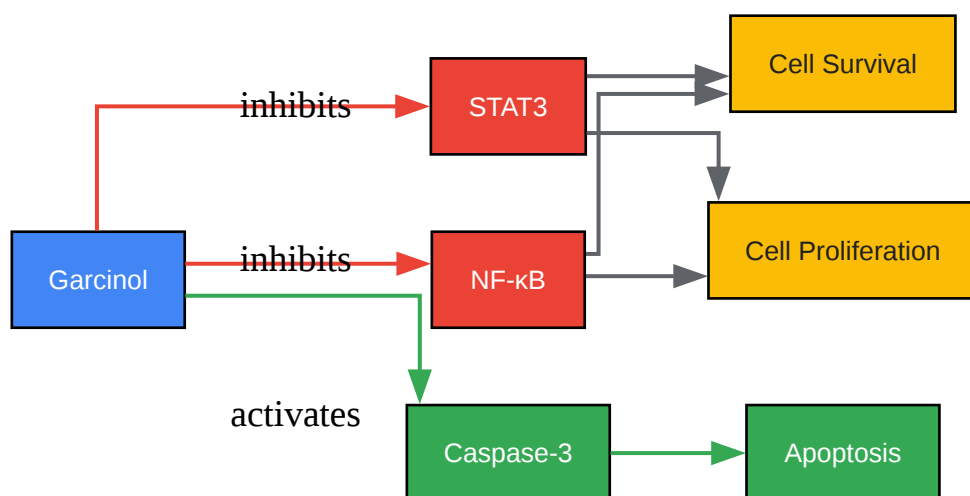 Cell Survival
inhibits
STAT3
Cell Proliferation
inhibits
Garcinol
NF-κB
activates
Caspase-3
Apoptosis